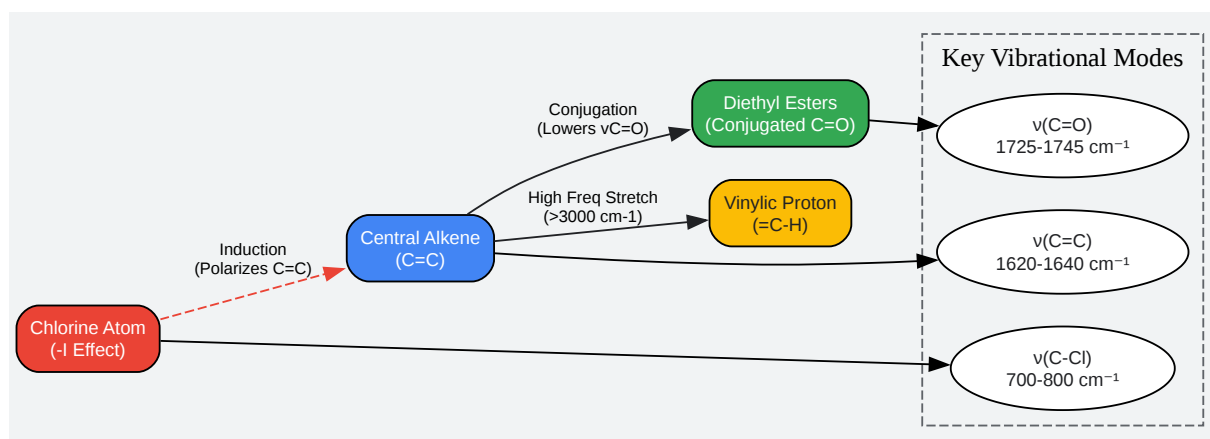 Key Vibrational Modes
Diethyl Esters
(Conjugated C=O)
Conjugation
(Lowers vC=O)
ν(C=O)
1725-1745 cm⁻¹
High Freq Stretch
(>3000 cm-1)
Vinylic Proton
(=C-H)
Central Alkene
(C=C)
ν(C=C)
1620-1640 cm⁻¹
Induction
(Polarizes C=C)
Chlorine Atom
(-I Effect)
ν(C-Cl)
700-800 cm⁻¹